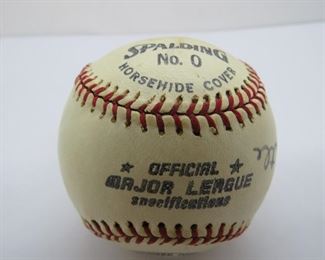 SPALDING
No. 0
HORSEHIDE COVER
★ OFFICIAL ★
MAJOR LEAGUE
specifications